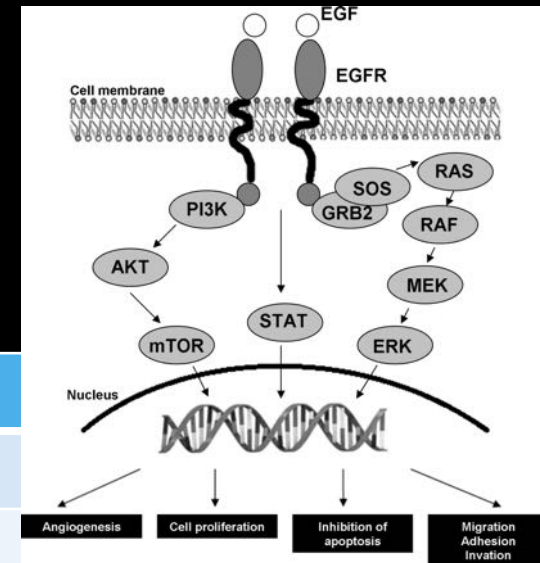 EGF
EGFR
Cell membrane
SOS
RAS
PI3K
GRB2
RAF
AKT
MEK
STAT
mTOR
ERK
Nucleus
Angiogenesis
Cell proliferation
Inhibition of
apoptosis
Migration
Adhesion
Invation